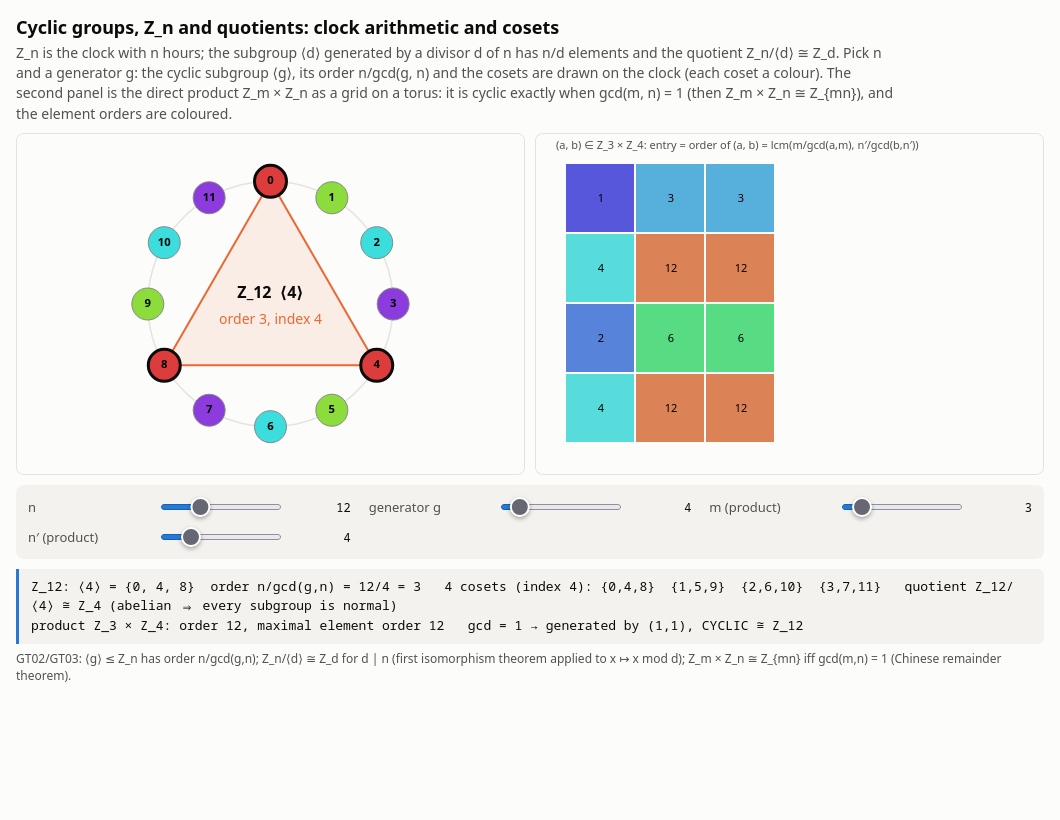 Cyclic groups, Z_n and quotients: clock arithmetic and cosets
Z_n is the clock with n hours; the subgroup ⟨d⟩ generated by a divisor d of n has n/d elements and the quotient Z_n/⟨d⟩ ≅ Z_d. Pick n
and a generator g: the cyclic subgroup ⟨g⟩, its order n/gcd(g, n) and the cosets are drawn on the clock (each coset a colour). The
second panel is the direct product Z_m × Z_n as a grid on a torus: it is cyclic exactly when gcd(m, n) = 1 (then Z_m × Z_n ≅ Z_{mn}), and
the element orders are coloured.
0
11 1
10 2
Z_12 ⟨4⟩
9 3
order 3, index 4
8 4
7 5
6
(a, b) ∈ Z_3 × Z_4: entry = order of (a, b) = lcm(m/gcd(a,m), n′/gcd(b,n′))
1 3 3
4 12 12
2 6 6
4 12 12
n 12 generator g 4 m (product) 3
n′ (product) 4
Z_12: ⟨4⟩ = {0, 4, 8} order n/gcd(g,n) = 12/4 = 3 4 cosets (index 4): {0,4,8} {1,5,9} {2,6,10} {3,7,11} quotient Z_12/
⟨4⟩ ≅ Z_4 (abelian ⇒ every subgroup is normal)
product Z_3 × Z_4: order 12, maximal element order 12 gcd = 1 → generated by (1,1), CYCLIC ≅ Z_12
GT02/GT03: ⟨g⟩ ≤ Z_n has order n/gcd(g,n); Z_n/⟨d⟩ ≅ Z_d for d | n (first isomorphism theorem applied to x ↦ x mod d); Z_m × Z_n ≅ Z_{mn} iff gcd(m,n) = 1 (Chinese remainder
theorem).